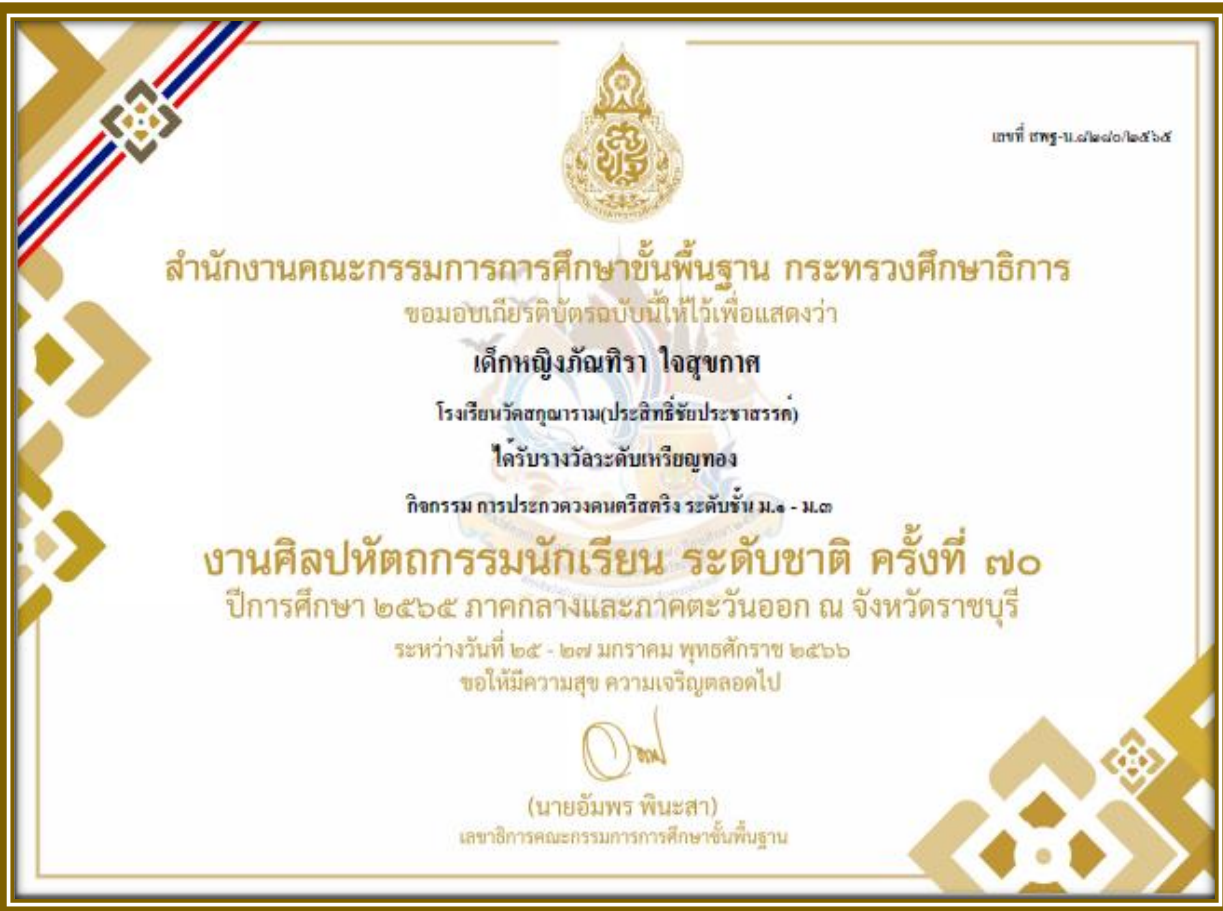 เลขที่ สพฐ-น.๘/๒๘๐/๒๕๖๕
สำนักงานคณะกรรมการการศึกษาขั้นพื้นฐาน กระทรวงศึกษาธิการ
ขอมอบเกียรติบัตรฉบับนี้ให้ไว้เพื่อแสดงว่า
เด็กหญิงภัณฑิรา ใจสุขกาศ
โรงเรียนวัดสกุณาราม(ประสิทธิ์ชัยประชาสรรค์)
ได้รับรางวัลระดับเหรียญทอง
กิจกรรม การประกวดวงดนตรีสตริง ระดับชั้น ม.๑ - ม.๓
งานศิลปหัตถกรรมนักเรียน ระดับชาติ ครั้งที่ ๗๐
ปีการศึกษา ๒๕๖๕ ภาคกลางและภาคตะวันออก ณ จังหวัดราชบุรี
ระหว่างวันที่ ๒๕ - ๒๗ มกราคม พุทธศักราช ๒๕๖๖
ขอให้มีความสุข ความเจริญตลอดไป
(นายอัมพร พินะสา)
เลขาธิการคณะกรรมการการศึกษาขั้นพื้นฐาน